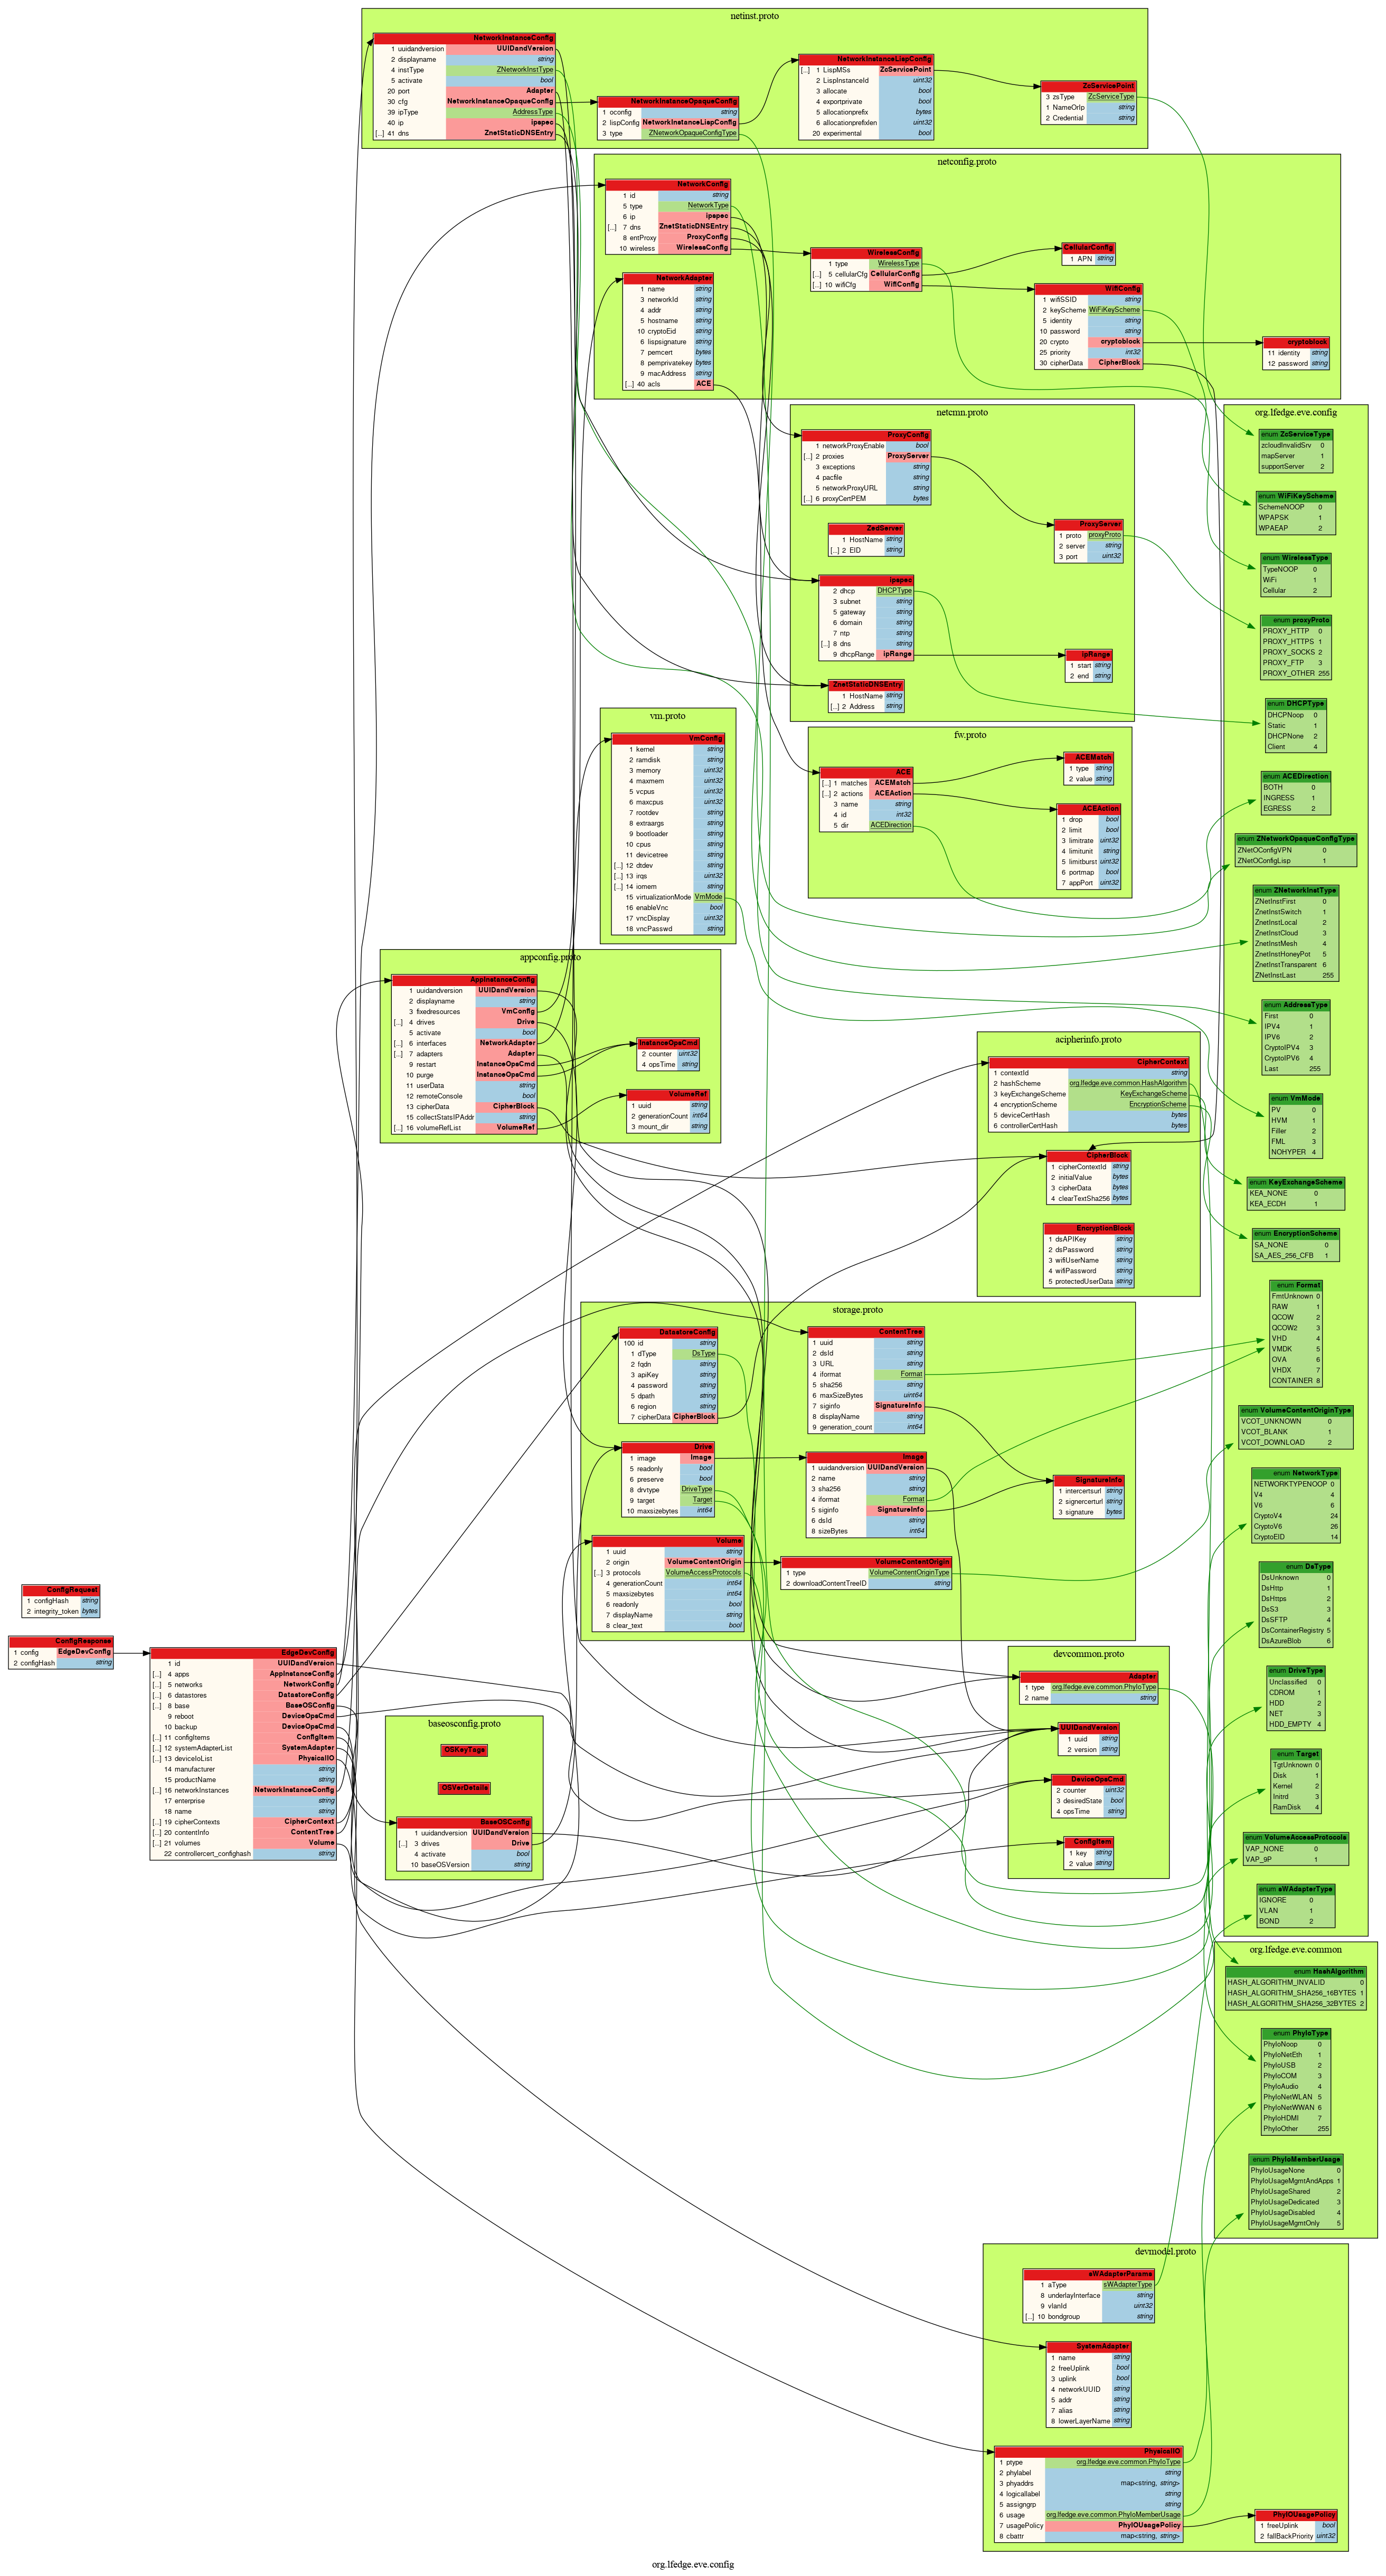 netinst.proto
NetworkInstanceConfig
1 uuidandversion UUIDandVersion
2 displayname string
4 instType ZNetworkInstType
5 activate bool
20 port Adapter
30 cfg NetworkInstanceOpaqueConfig
39 ipType AddressType
40 ip ipspec
[...] 41 dns ZnetStaticDNSEntry
NetworkInstanceOpaqueConfig
1 oconfig string
2 lispConfig NetworkInstanceLispConfig
3 type ZNetworkOpaqueConfigType
NetworkInstanceLispConfig
[...] 1 LispMSs ZcServicePoint
2 LispInstanceId uint32
3 allocate bool
4 exportprivate bool
5 allocationprefix bytes
6 allocationprefixlen uint32
20 experimental bool
ZcServicePoint
3 zsType ZcServiceType
1 NameOrIp string
2 Credential string
netconfig.proto
NetworkConfig
1 id string
5 type NetworkType
6 ip ipspec
[...] 7 dns ZnetStaticDNSEntry
8 entProxy ProxyConfig
10 wireless WirelessConfig
NetworkAdapter
1 name string
3 networkId string
4 addr string
5 hostname string
10 cryptoEid string
6 lispsignature string
7 pemcert bytes
8 pemprivatekey bytes
9 macAddress string
[...] 40 acls ACE
WirelessConfig
1 type WirelessType
[...] 5 cellularCfg CellularConfig
[...] 10 wifiCfg WifiConfig
CellularConfig
1 APN string
WifiConfig
1 wifiSSID string
2 keyScheme WiFiKeyScheme
5 identity string
10 password string
20 crypto cryptoblock
25 priority int32
30 cipherData CipherBlock
cryptoblock
11 identity string
12 password string
netcmn.proto
ProxyConfig
1 networkProxyEnable bool
[...] 2 proxies ProxyServer
3 exceptions string
4 pacfile string
5 networkProxyURL string
[...] 6 proxyCertPEM bytes
ZedServer
1 HostName string
[...] 2 EID string
ProxyServer
1 proto proxyProto
2 server string
3 port uint32
ipspec
2 dhcp DHCPType
3 subnet string
5 gateway string
6 domain string
7 ntp string
[...] 8 dns string
9 dhcpRange ipRange
ipRange
1 start string
2 end string
ZnetStaticDNSEntry
1 HostName string
[...] 2 Address string
vm.proto
VmConfig
1 kernel string
2 ramdisk string
3 memory uint32
4 maxmem uint32
5 vcpus uint32
6 maxcpus uint32
7 rootdev string
8 extraargs string
9 bootloader string
10 cpus string
11 devicetree string
[...] 12 dtdev string
[...] 13 irqs uint32
[...] 14 iomem string
15 virtualizationMode VmMode
16 enableVnc bool
17 vncDisplay uint32
18 vncPasswd string
fw.proto
ACE
[...] 1 matches ACEMatch
[...] 2 actions ACEAction
3 name string
4 id int32
5 dir ACEDirection
ACEMatch
1 type string
2 value string
ACEAction
1 drop bool
2 limit bool
3 limitrate uint32
4 limitunit string
5 limitburst uint32
6 portmap bool
7 appPort uint32
appconfig.proto
AppInstanceConfig
1 uuidandversion UUIDandVersion
2 displayname string
3 fixedresources VmConfig
[...] 4 drives Drive
5 activate bool
[...] 6 interfaces NetworkAdapter
[...] 7 adapters Adapter
9 restart InstanceOpsCmd
10 purge InstanceOpsCmd
11 userData string
12 remoteConsole bool
13 cipherData CipherBlock
15 collectStatsIPAddr string
[...] 16 volumeRefList VolumeRef
InstanceOpsCmd
2 counter uint32
4 opsTime string
VolumeRef
1 uuid string
2 generationCount int64
3 mount_dir string
acipherinfo.proto
CipherContext
1 contextId string
2 hashScheme org.lfedge.eve.common.HashAlgorithm
3 keyExchangeScheme KeyExchangeScheme
4 encryptionScheme EncryptionScheme
5 deviceCertHash bytes
6 controllerCertHash bytes
CipherBlock
1 cipherContextId string
2 initialValue bytes
3 cipherData bytes
4 clearTextSha256 bytes
EncryptionBlock
1 dsAPIKey string
2 dsPassword string
3 wifiUserName string
4 wifiPassword string
5 protectedUserData string
storage.proto
DatastoreConfig
100 id string
1 dType DsType
2 fqdn string
3 apiKey string
4 password string
5 dpath string
6 region string
7 cipherData CipherBlock
ContentTree
1 uuid string
2 dsId string
3 URL string
4 iformat Format
5 sha256 string
6 maxSizeBytes uint64
7 siginfo SignatureInfo
8 displayName string
9 generation_count int64
Drive
1 image Image
5 readonly bool
6 preserve bool
8 drvtype DriveType
9 target Target
10 maxsizebytes int64
Image
1 uuidandversion UUIDandVersion
2 name string
3 sha256 string
4 iformat Format
5 siginfo SignatureInfo
6 dsId string
8 sizeBytes int64
SignatureInfo
1 intercertsurl string
2 signercerturl string
3 signature bytes
Volume
1 uuid string
2 origin VolumeContentOrigin
[...] 3 protocols VolumeAccessProtocols
4 generationCount int64
5 maxsizebytes int64
6 readonly bool
7 displayName string
8 clear_text bool
VolumeContentOrigin
1 type VolumeContentOriginType
2 downloadContentTreeID string
ConfigRequest
1 configHash string
2 integrity_token bytes
ConfigResponse
1 config EdgeDevConfig
2 configHash string
EdgeDevConfig
1 id UUIDandVersion
[...] 4 apps AppInstanceConfig
[...] 5 networks NetworkConfig
[...] 6 datastores DatastoreConfig
[...] 8 base BaseOSConfig
9 reboot DeviceOpsCmd
10 backup DeviceOpsCmd
[...] 11 configItems ConfigItem
[...] 12 systemAdapterList SystemAdapter
[...] 13 deviceIoList PhysicalIO
14 manufacturer string
15 productName string
[...] 16 networkInstances NetworkInstanceConfig
17 enterprise string
18 name string
[...] 19 cipherContexts CipherContext
[...] 20 contentInfo ContentTree
[...] 21 volumes Volume
22 controllercert_confighash string
baseosconfig.proto
OSKeyTags
OSVerDetails
BaseOSConfig
1 uuidandversion UUIDandVersion
[...] 3 drives Drive
4 activate bool
10 baseOSVersion string
devcommon.proto
Adapter
1 type org.lfedge.eve.common.PhyIoType
2 name string
UUIDandVersion
1 uuid string
2 version string
DeviceOpsCmd
2 counter uint32
3 desiredState bool
4 opsTime string
ConfigItem
1 key string
2 value string
org.lfedge.eve.config
enum ZcServiceType
zcloudInvalidSrv 0
mapServer 1
supportServer 2
enum WiFiKeyScheme
SchemeNOOP 0
WPAPSK 1
WPAEAP 2
enum WirelessType
TypeNOOP 0
WiFi 1
Cellular 2
enum proxyProto
PROXY_HTTP 0
PROXY_HTTPS 1
PROXY_SOCKS 2
PROXY_FTP 3
PROXY_OTHER 255
enum DHCPType
DHCPNoop 0
Static 1
DHCPNone 2
Client 4
enum ACEDirection
BOTH 0
INGRESS 1
EGRESS 2
enum ZNetworkOpaqueConfigType
ZNetOConfigVPN 0
ZNetOConfigLisp 1
enum ZNetworkInstType
ZNetInstFirst 0
ZnetInstSwitch 1
ZnetInstLocal 2
ZnetInstCloud 3
ZnetInstMesh 4
ZnetInstHoneyPot 5
ZnetInstTransparent 6
ZNetInstLast 255
enum AddressType
First 0
IPV4 1
IPV6 2
CryptoIPV4 3
CryptoIPV6 4
Last 255
enum VmMode
PV 0
HVM 1
Filler 2
FML 3
NOHYPER 4
enum KeyExchangeScheme
KEA_NONE 0
KEA_ECDH 1
enum EncryptionScheme
SA_NONE 0
SA_AES_256_CFB 1
enum Format
FmtUnknown 0
RAW 1
QCOW 2
QCOW2 3
VHD 4
VMDK 5
OVA 6
VHDX 7
CONTAINER 8
enum VolumeContentOriginType
VCOT_UNKNOWN 0
VCOT_BLANK 1
VCOT_DOWNLOAD 2
enum NetworkType
NETWORKTYPENOOP 0
V4 4
V6 6
CryptoV4 24
CryptoV6 26
CryptoEID 14
enum DsType
DsUnknown 0
DsHttp 1
DsHttps 2
DsS3 3
DsSFTP 4
DsContainerRegistry 5
DsAzureBlob 6
enum DriveType
Unclassified 0
CDROM 1
HDD 2
NET 3
HDD_EMPTY 4
enum Target
TgtUnknown 0
Disk 1
Kernel 2
Initrd 3
RamDisk 4
enum VolumeAccessProtocols
VAP_NONE 0
VAP_9P 1
enum sWAdapterType
IGNORE 0
VLAN 1
BOND 2
org.lfedge.eve.common
enum HashAlgorithm
HASH_ALGORITHM_INVALID 0
HASH_ALGORITHM_SHA256_16BYTES 1
HASH_ALGORITHM_SHA256_32BYTES 2
enum PhyIoType
PhyIoNoop 0
PhyIoNetEth 1
PhyIoUSB 2
PhyIoCOM 3
PhyIoAudio 4
PhyIoNetWLAN 5
PhyIoNetWWAN 6
PhyIoHDMI 7
PhyIoOther 255
enum PhyIoMemberUsage
PhyIoUsageNone 0
PhyIoUsageMgmtAndApps 1
PhyIoUsageShared 2
PhyIoUsageDedicated 3
PhyIoUsageDisabled 4
PhyIoUsageMgmtOnly 5
devmodel.proto
sWAdapterParams
1 aType sWAdapterType
8 underlayInterface string
9 vlanId uint32
[...] 10 bondgroup string
SystemAdapter
1 name string
2 freeUplink bool
3 uplink bool
4 networkUUID string
5 addr string
7 alias string
8 lowerLayerName string
PhysicalIO
1 ptype org.lfedge.eve.common.PhyIoType
2 phylabel string
3 phyaddrs map<string, string>
4 logicallabel string
5 assigngrp string
6 usage org.lfedge.eve.common.PhyIoMemberUsage
7 usagePolicy PhyIOUsagePolicy
8 cbattr map<string, string>
PhyIOUsagePolicy
1 freeUplink bool
2 fallBackPriority uint32
org.lfedge.eve.config